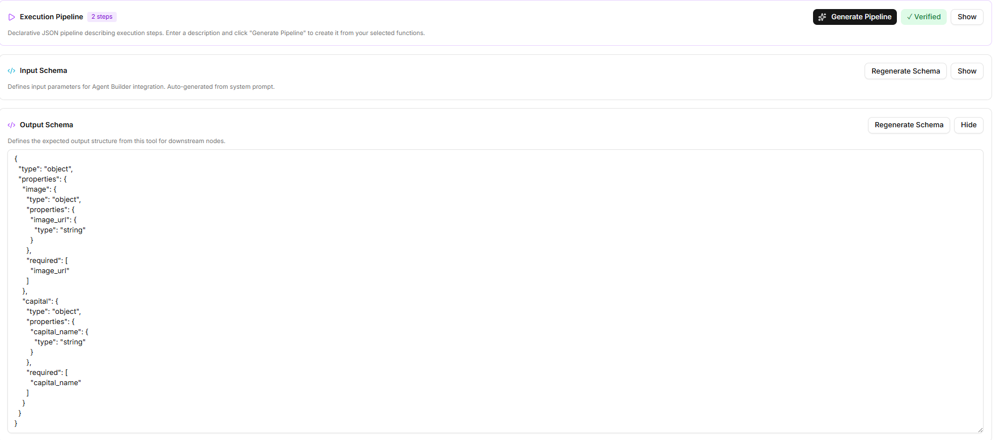 Execution Pipeline 2 steps Generate Pipeline ✓ Verified Show
Declarative JSON pipeline describing execution steps. Enter a description and click "Generate Pipeline" to create it from your selected functions.
</> Input Schema Regenerate Schema Show
Defines input parameters for Agent Builder integration. Auto-generated from system prompt.
</> Output Schema Regenerate Schema Hide
Defines the expected output structure from this tool for downstream nodes.
{
  "type": "object",
  "properties": {
    "image": {
      "type": "object",
      "properties": {
        "image_url": {
          "type": "string"
        }
      },
      "required": [
        "image_url"
      ]
    },
    "capital": {
      "type": "object",
      "properties": {
        "capital_name": {
          "type": "string"
        }
      },
      "required": [
        "capital_name"
      ]
    }
  }
}